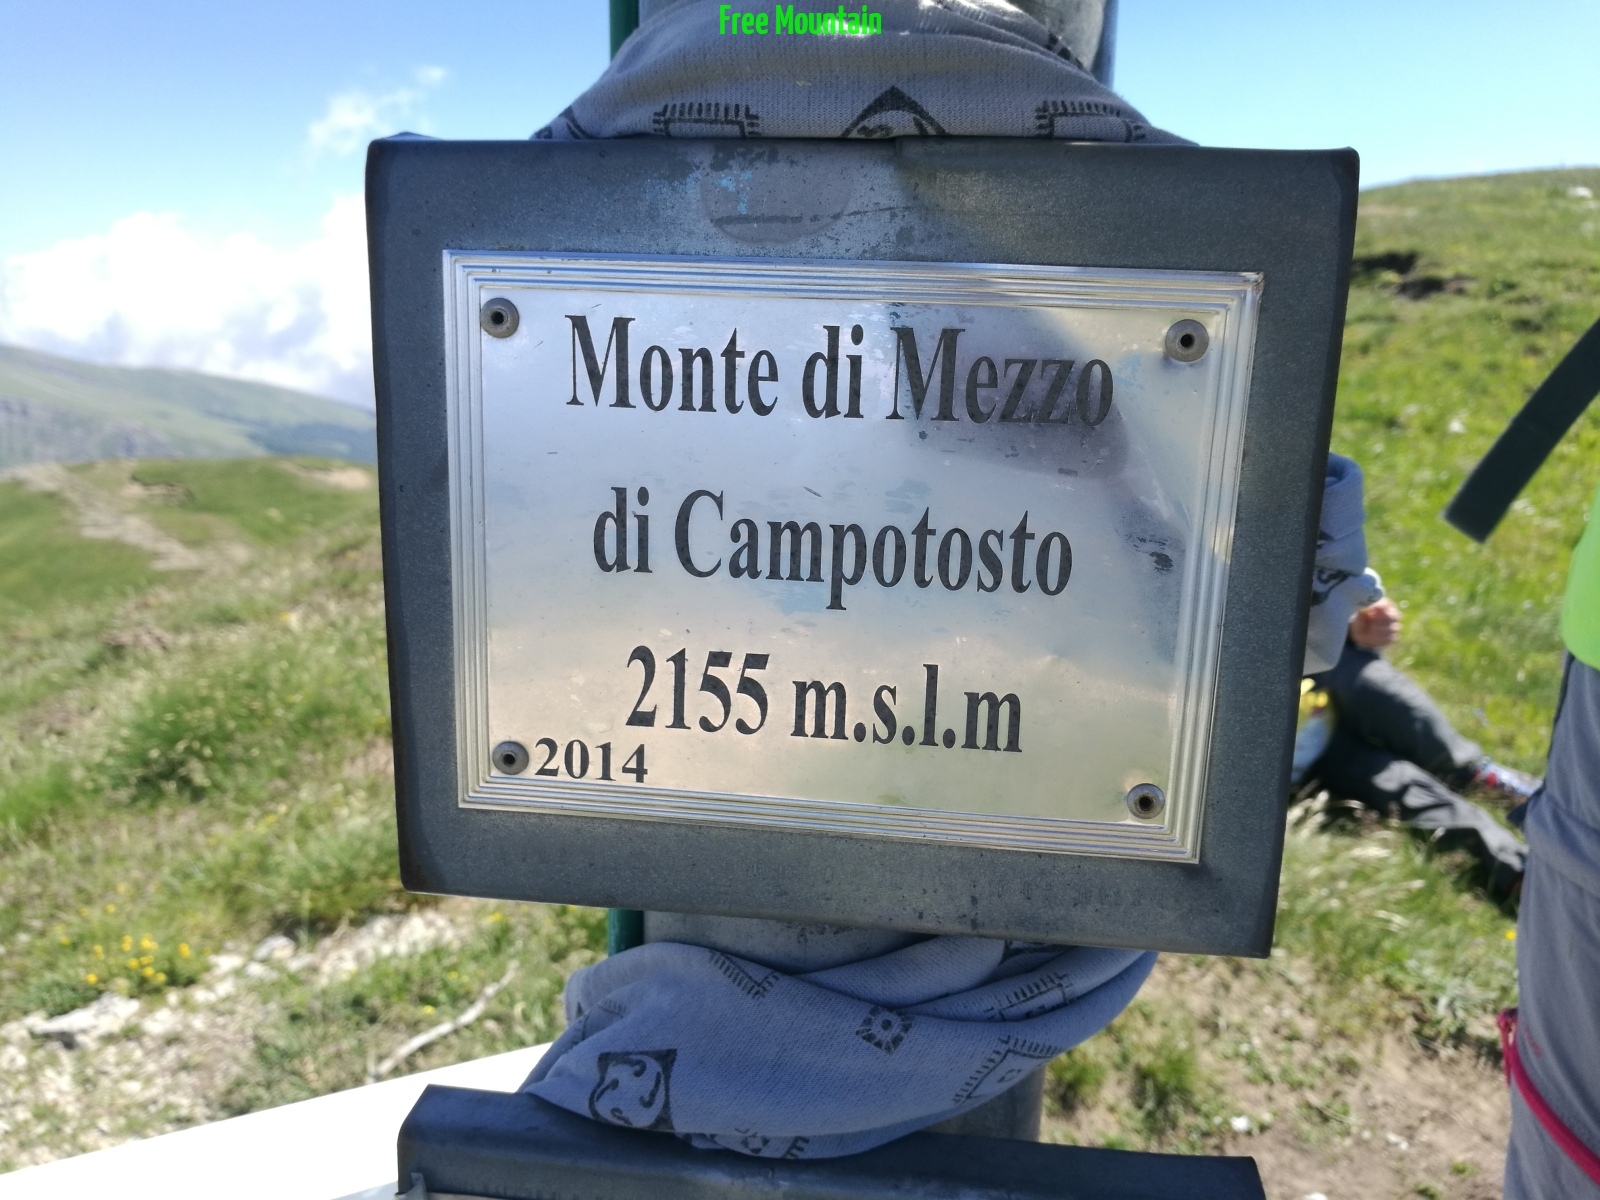 Free Mountain
Monte di Mezzo
di Campotosto
2155 m.s.l.m
2014